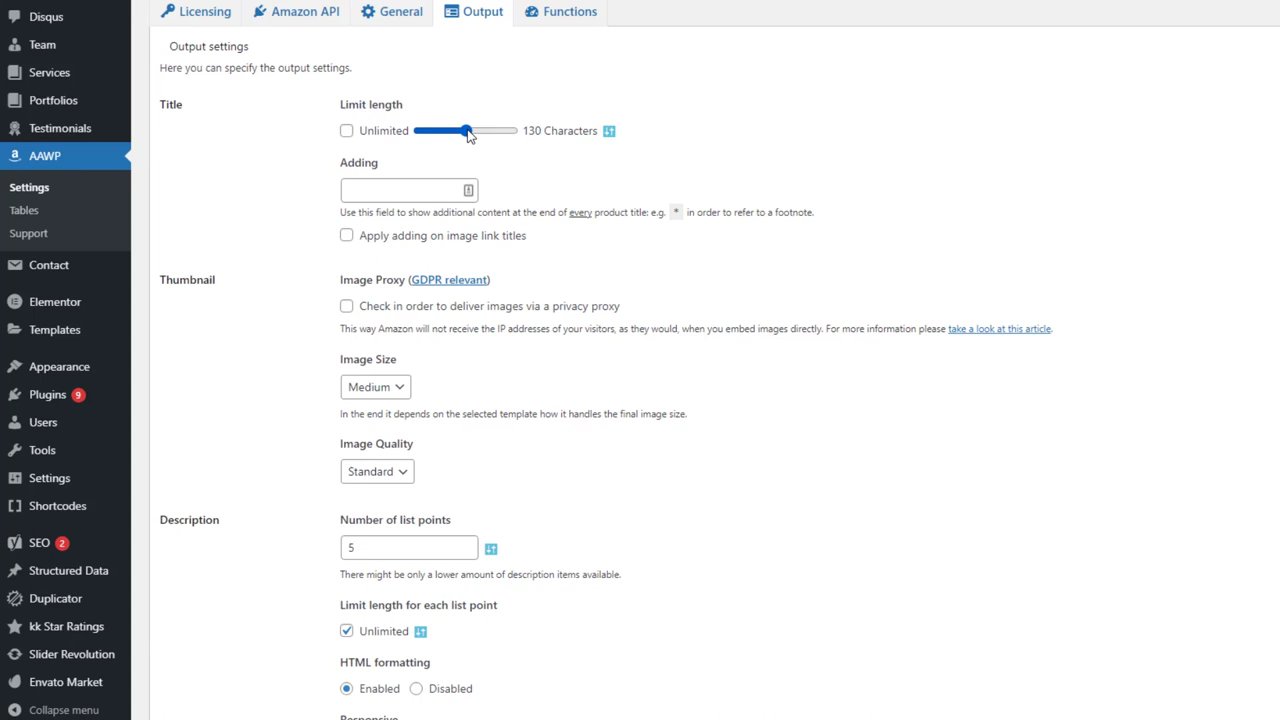 Disqus
Team
Services
Portfolios
Testimonials
AAWP
Settings
Tables
Support
Contact
Elementor
Templates
Appearance
Plugins 9
Users
Tools
Settings
Shortcodes
SEO 2
Structured Data
Duplicator
kk Star Ratings
Slider Revolution
Envato Market
Collapse menu
Licensing
Amazon API
General
Output
Functions
Output settings
Here you can specify the output settings.
Title
Limit length
Unlimited 130 Characters
Adding
Use this field to show additional content at the end of every product title: e.g. * in order to refer to a footnote.
Apply adding on image link titles
Thumbnail
Image Proxy (GDPR relevant)
Check in order to deliver images via a privacy proxy
This way Amazon will not receive the IP addresses of your visitors, as they would, when you embed images directly. For more information please take a look at this article.
Image Size
Medium
In the end it depends on the selected template how it handles the final image size.
Image Quality
Standard
Description
Number of list points
5
There might be only a lower amount of description items available.
Limit length for each list point
Unlimited
HTML formatting
Enabled Disabled
Responsive